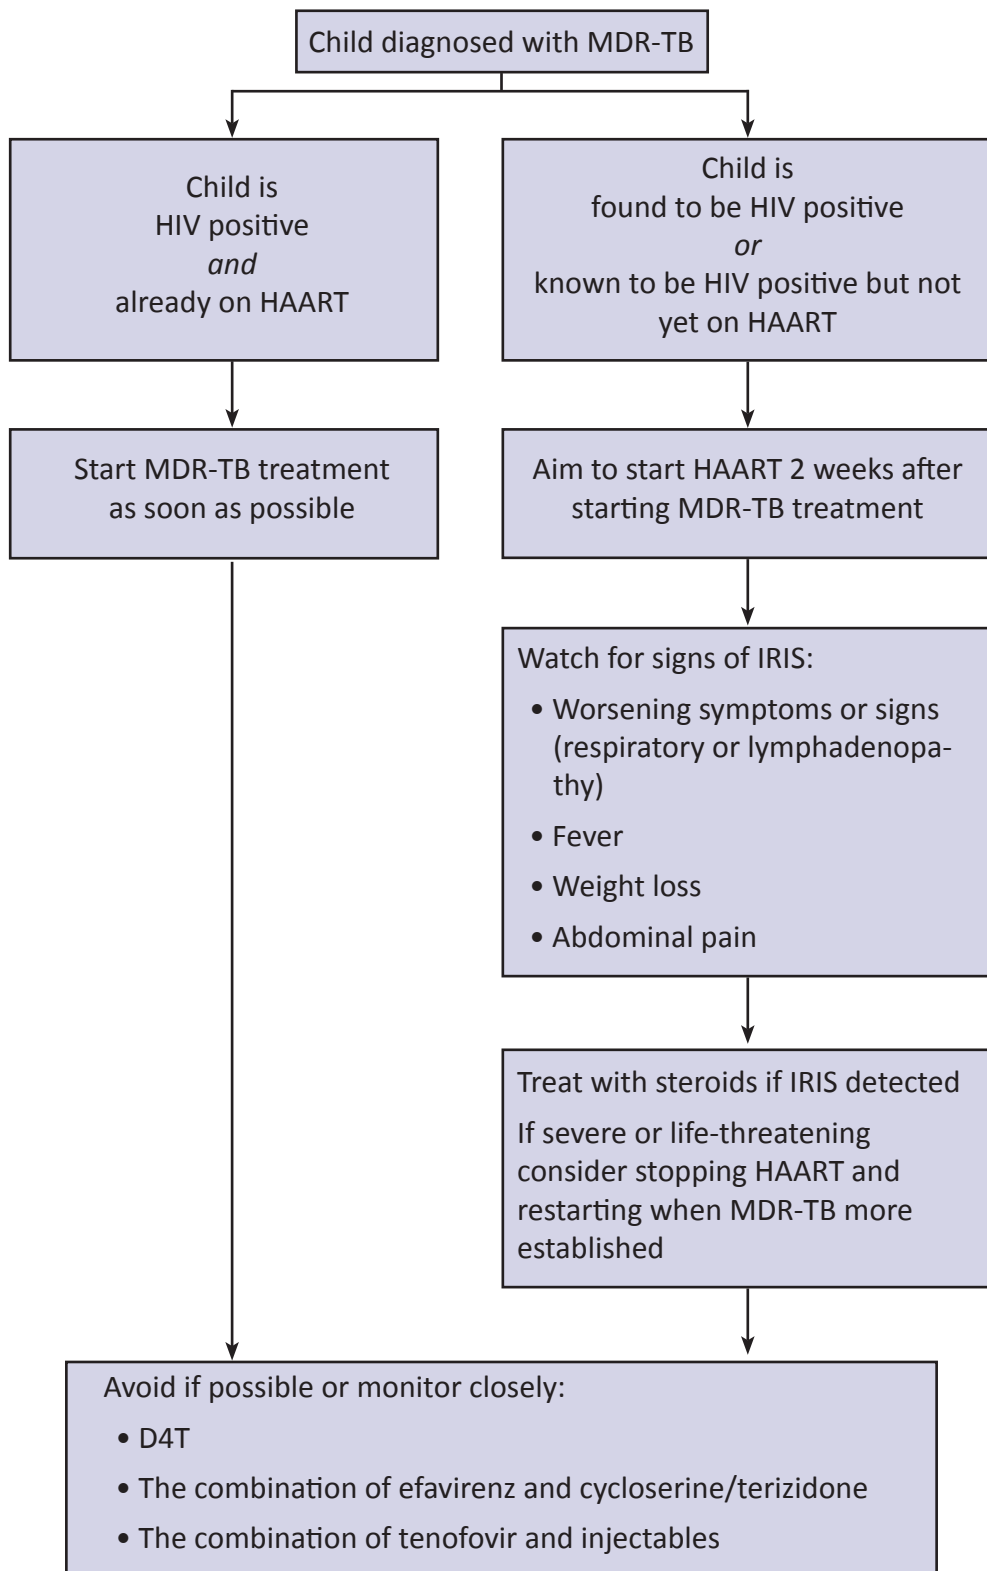 Child diagnosed with MDR-TB
Child is
HIV positive
and
already on HAART
Child is
found to be HIV positive
or
known to be HIV positive but not
yet on HAART
Start MDR-TB treatment
as soon as possible
Aim to start HAART 2 weeks after
starting MDR-TB treatment
Watch for signs of IRIS:
• Worsening symptoms or signs
(respiratory or lymphadenopa-
thy)
• Fever
• Weight loss
• Abdominal pain
Treat with steroids if IRIS detected
If severe or life-threatening
consider stopping HAART and
restarting when MDR-TB more
established
Avoid if possible or monitor closely:
• D4T
• The combination of efavirenz and cycloserine/terizidone
• The combination of tenofovir and injectables